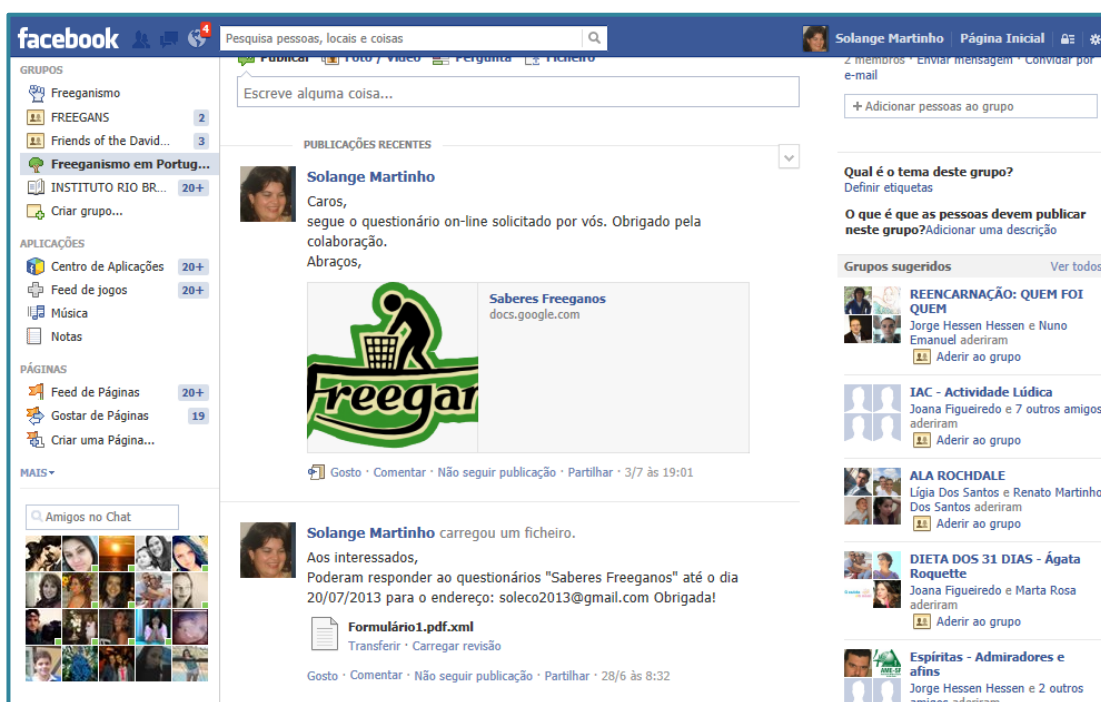 facebook
4
Pesquisa pessoas, locais e coisas
Solange Martinho
Página Inicial
GRUPOS
Freeganismo
FREEGANS 2
Friends of the David... 3
Freeganismo em Portug...
INSTITUTO RIO BR... 20+
Criar grupo...
APLICAÇÕES
Centro de Aplicações 20+
Feed de jogos 20+
Música
Notas
PÁGINAS
Feed de Páginas 20+
Gostar de Páginas 19
Criar uma Página...
MAIS
Amigos no Chat
Publicar Foto / Vídeo Pergunta Ficheiro
Escreve alguma coisa...
PUBLICAÇÕES RECENTES
Solange Martinho
Caros,
segue o questionário on-line solicitado por vós. Obrigado pela
colaboração.
Abraços,
Freegan
Saberes Freeganos
docs.google.com
Gosto · Comentar · Não seguir publicação · Partilhar · 3/7 às 19:01
Solange Martinho carregou um ficheiro.
Aos interessados,
Poderam responder ao questionários "Saberes Freeganos" até o dia
20/07/2013 para o endereço: soleco2013@gmail.com Obrigada!
Formulário1.pdf.xml
Transferir · Carregar revisão
Gosto · Comentar · Não seguir publicação · Partilhar · 28/6 às 8:32
2 membros · Enviar mensagem · Convidar por
e-mail
+ Adicionar pessoas ao grupo
Qual é o tema deste grupo?
Definir etiquetas
O que é que as pessoas devem publicar
neste grupo?Adicionar uma descrição
Grupos sugeridos Ver todos
REENCARNAÇÃO: QUEM FOI
QUEM
Jorge Hessen Hessen e Nuno
Emanuel aderiram
Aderir ao grupo
IAC - Actividade Lúdica
Joana Figueiredo e 7 outros amigos
aderiram
Aderir ao grupo
ALA ROCHDALE
Lígia Dos Santos e Renato Martinho
Dos Santos aderiram
Aderir ao grupo
DIETA DOS 31 DIAS - Ágata
Roquette
Joana Figueiredo e Marta Rosa
aderiram
Aderir ao grupo
Espíritas - Admiradores e
afins
Jorge Hessen Hessen e 2 outros
amigos aderiram